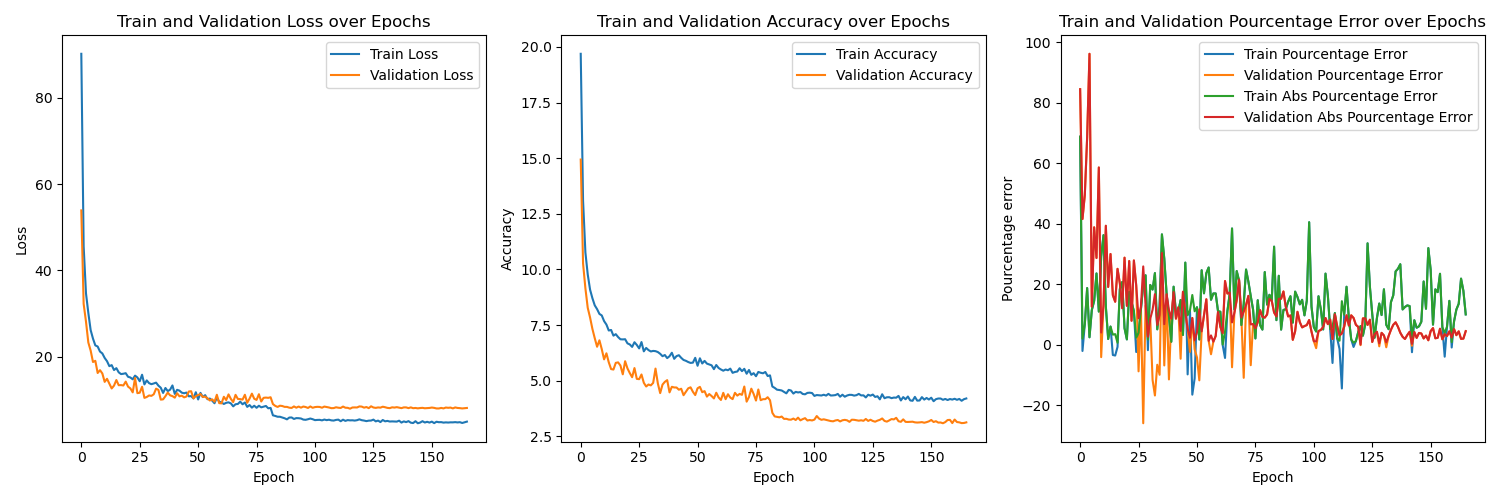 Train and Validation Loss over Epochs
Train Loss
Validation Loss
80
60
40
20
0
25
50
75
100
125
150
Loss
Epoch
Train and Validation Accuracy over Epochs
Train Accuracy
Validation Accuracy
20.0
17.5
15.0
12.5
10.0
7.5
5.0
2.5
0
25
50
75
100
125
150
Accuracy
Epoch
Train and Validation Pourcentage Error over Epochs
Train Pourcentage Error
Validation Pourcentage Error
Train Abs Pourcentage Error
Validation Abs Pourcentage Error
100
80
60
40
20
0
−20
0
25
50
75
100
125
150
Pourcentage error
Epoch